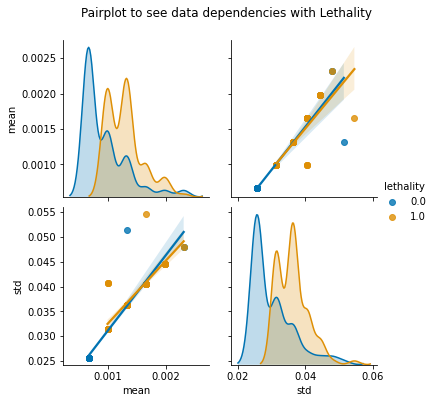 Pairplot to see data dependencies with Lethality
0.0025
0.0020
0.0015
0.0010
mean
lethality
0.0
1.0
0.055
0.050
0.045
0.040
0.035
0.030
0.025
std
0.001 0.002
mean
0.02 0.04 0.06
std